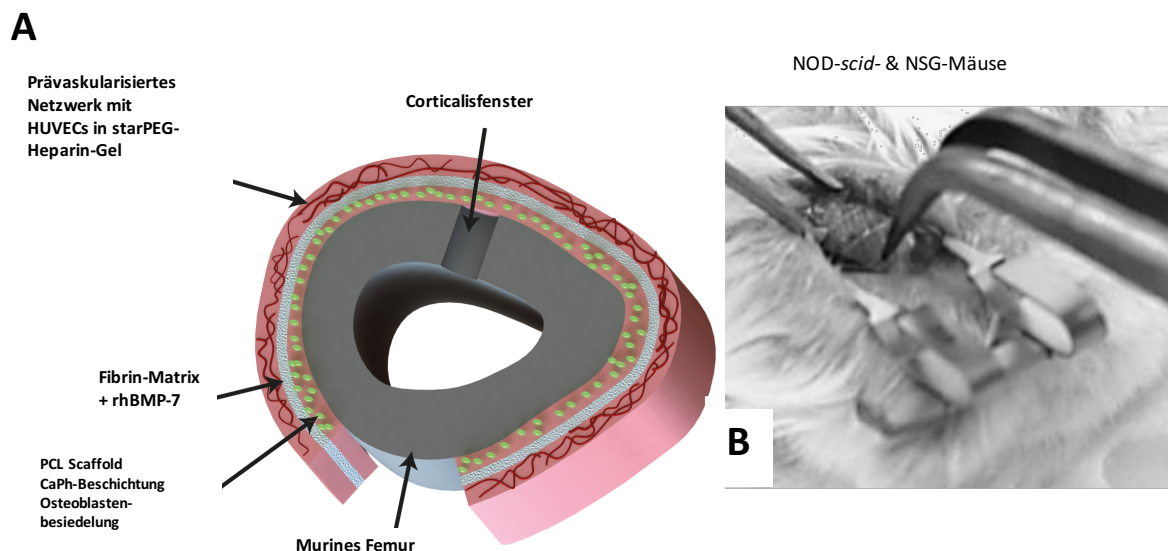 A
Prävaskularisiertes
Netzwerk mit
HUVECs in starPEG-
Heparin-Gel
Corticalisfenster
Fibrin-Matrix
+ rhBMP-7
PCL Scaffold
CaPh-Beschichtung
Osteoblasten-
besiedelung
Murines Femur
NOD-scid- & NSG-Mäuse
B